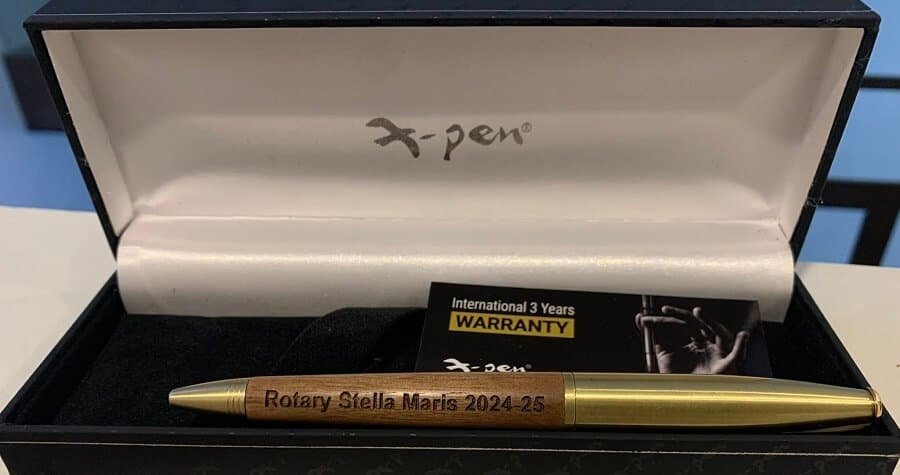 x-pen®
International 3 Years
WARRANTY
x-pen®
Rotary Stella Maris 2024-25